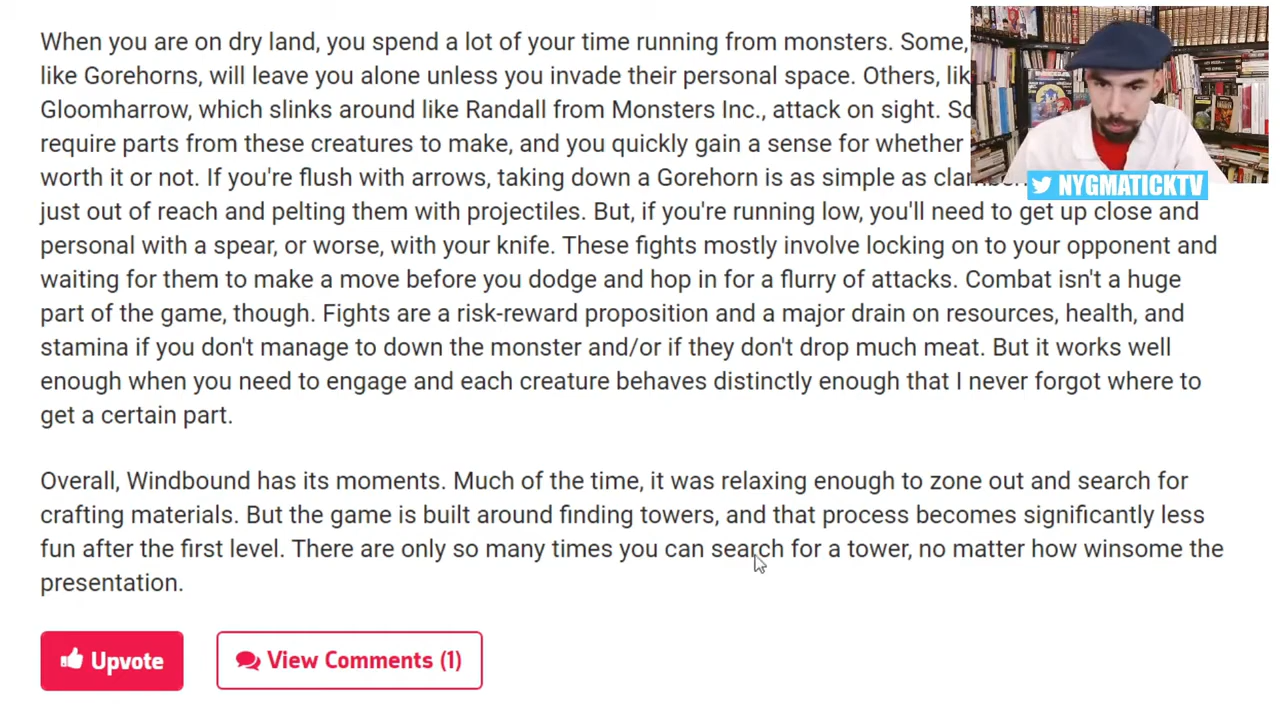 When you are on dry land, you spend a lot of your time running from monsters. Some,
like Gorehorns, will leave you alone unless you invade their personal space. Others,
Gloomharrow, which slinks around like Randall from Monsters Inc., attack on sight.
require parts from these creatures to make, and you quickly gain a sense for whether
worth it or not. If you're flush with arrows, taking down a Gorehorn is as simple as
just out of reach and pelting them with projectiles. But, if you're running low, you'll need to get up close and
personal with a spear, or worse, with your knife. These fights mostly involve locking on to your opponent and
waiting for them to make a move before you dodge and hop in for a flurry of attacks. Combat isn't a huge
part of the game, though. Fights are a risk-reward proposition and a major drain on resources, health, and
stamina if you don't manage to down the monster and/or if they don't drop much meat. But it works well
enough when you need to engage and each creature behaves distinctly enough that I never forgot where to
get a certain part.
Overall, Windbound has its moments. Much of the time, it was relaxing enough to zone out and search for
crafting materials. But the game is built around finding towers, and that process becomes significantly less
fun after the first level. There are only so many times you can search for a tower, no matter how winsome the
presentation.
Upvote
View Comments (1)
NYGMATICKTV